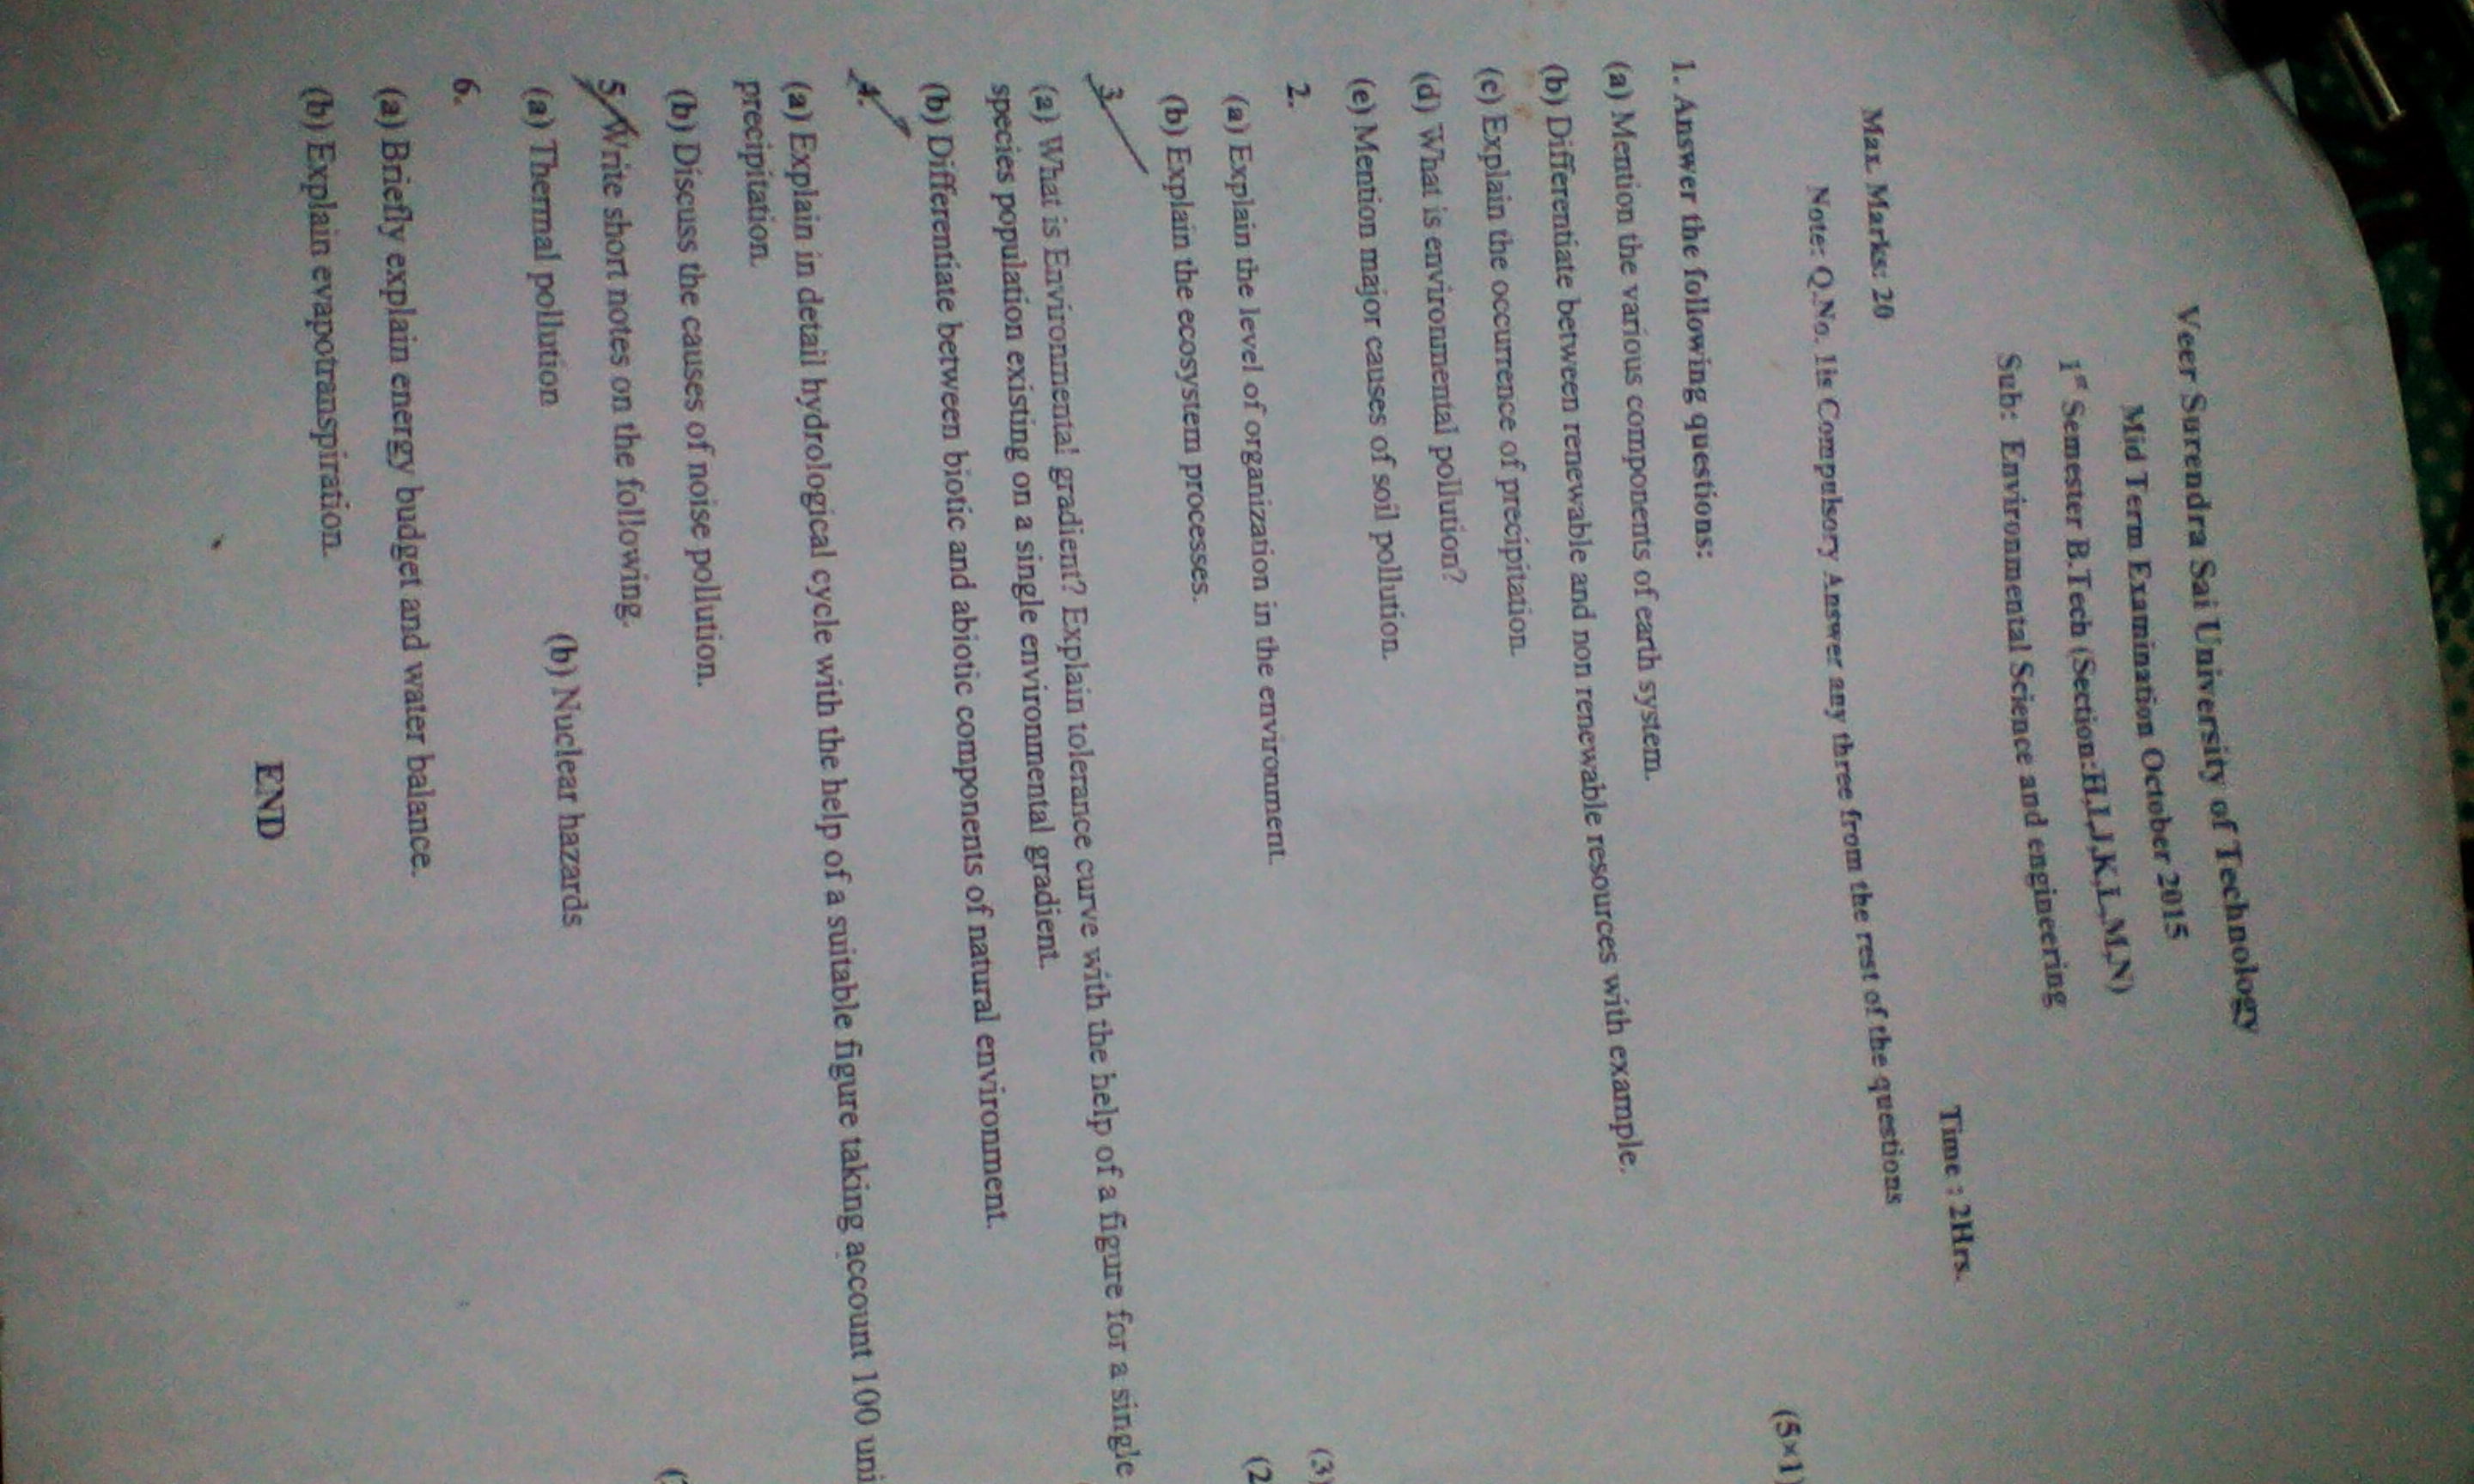 Veer Surendra Sai University of Technology
Mid Term Examination October 2015
1st Semester B.Tech (Section:H,I,J,K,L,M,N)
Sub: Environmental Science and engineering
Time : 2Hrs.
Max. Marks: 20
Note: Q.No. 1is Compulsory Answer any three from the rest of the questions
(5×1)
1. Answer the following questions:
(a) Mention the various components of earth system.
(b) Differentiate between renewable and non renewable resources with example.
(c) Explain the occurrence of precipitation.
(d) What is environmental pollution?
(e) Mention major causes of soil pollution.
2.
(3)
(a) Explain the level of organization in the environment.
(2
(b) Explain the ecosystem processes.
3
(a) What is Environmental gradient? Explain tolerance curve with the help of a figure for a single
species population existing on a single environmental gradient.
(b) Differentiate between biotic and abiotic components of natural environment.
4.
(a) Explain in detail hydrological cycle with the help of a suitable figure taking account 100 uni
precipitation.
(b) Discuss the causes of noise pollution.
5. Write short notes on the following.
(a) Thermal pollution (b) Nuclear hazards
6.
(a) Briefly explain energy budget and water balance.
(b) Explain evapotranspiration.
END